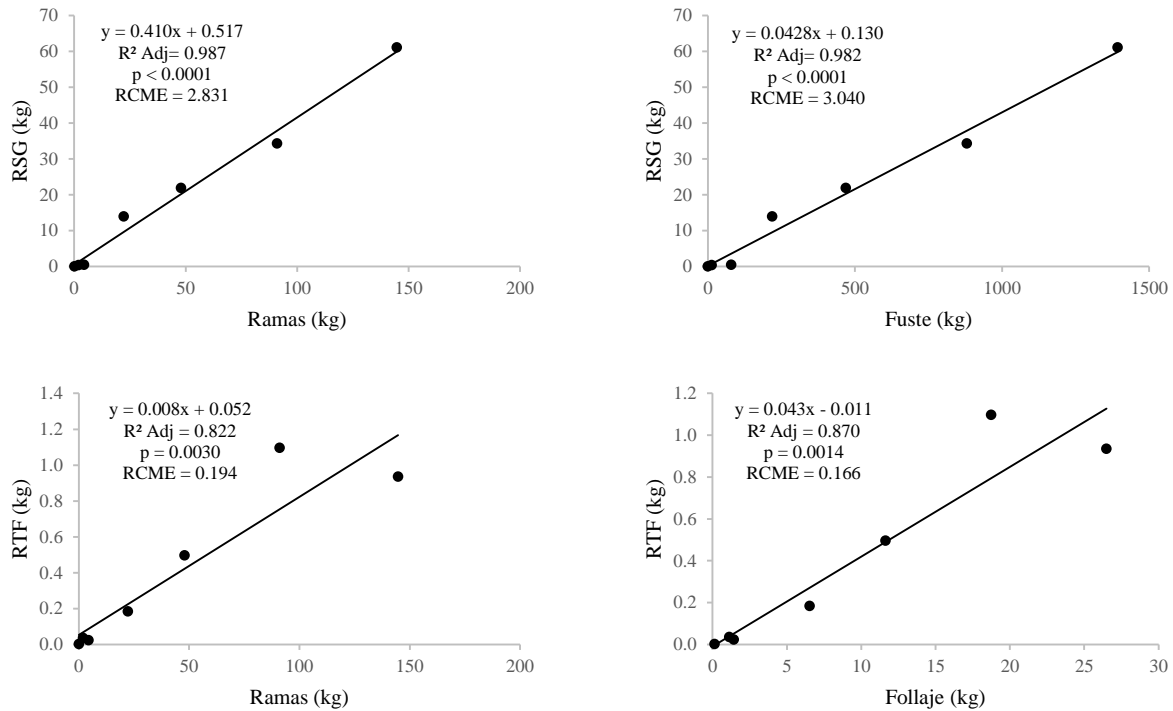 y = 0.410x + 0.517
R² Adj= 0.987
p < 0.0001
RCME = 2.831
70
60
50
40
30
20
10
0
RSG (kg)
0 50 100 150 200
Ramas (kg)
y = 0.0428x + 0.130
R² Adj= 0.982
p < 0.0001
RCME = 3.040
70
60
50
40
30
20
10
0
RSG (kg)
0 500 1000 1500
Fuste (kg)
y = 0.008x + 0.052
R² Adj = 0.822
p = 0.0030
RCME = 0.194
1.4
1.2
1.0
0.8
0.6
0.4
0.2
0.0
RTF (kg)
0 50 100 150 200
Ramas (kg)
y = 0.043x - 0.011
R² Adj = 0.870
p = 0.0014
RCME = 0.166
1.2
1.0
0.8
0.6
0.4
0.2
0.0
RTF (kg)
0 5 10 15 20 25 30
Follaje (kg)